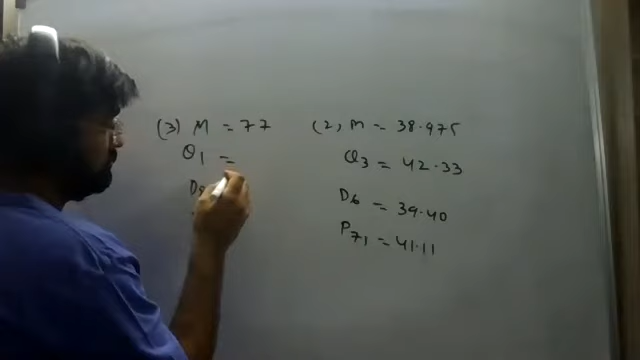 (3) M = 77
Q1 =
(2) M = 38.975
Q3 = 42.33
D6 = 39.40
P71 = 41.11